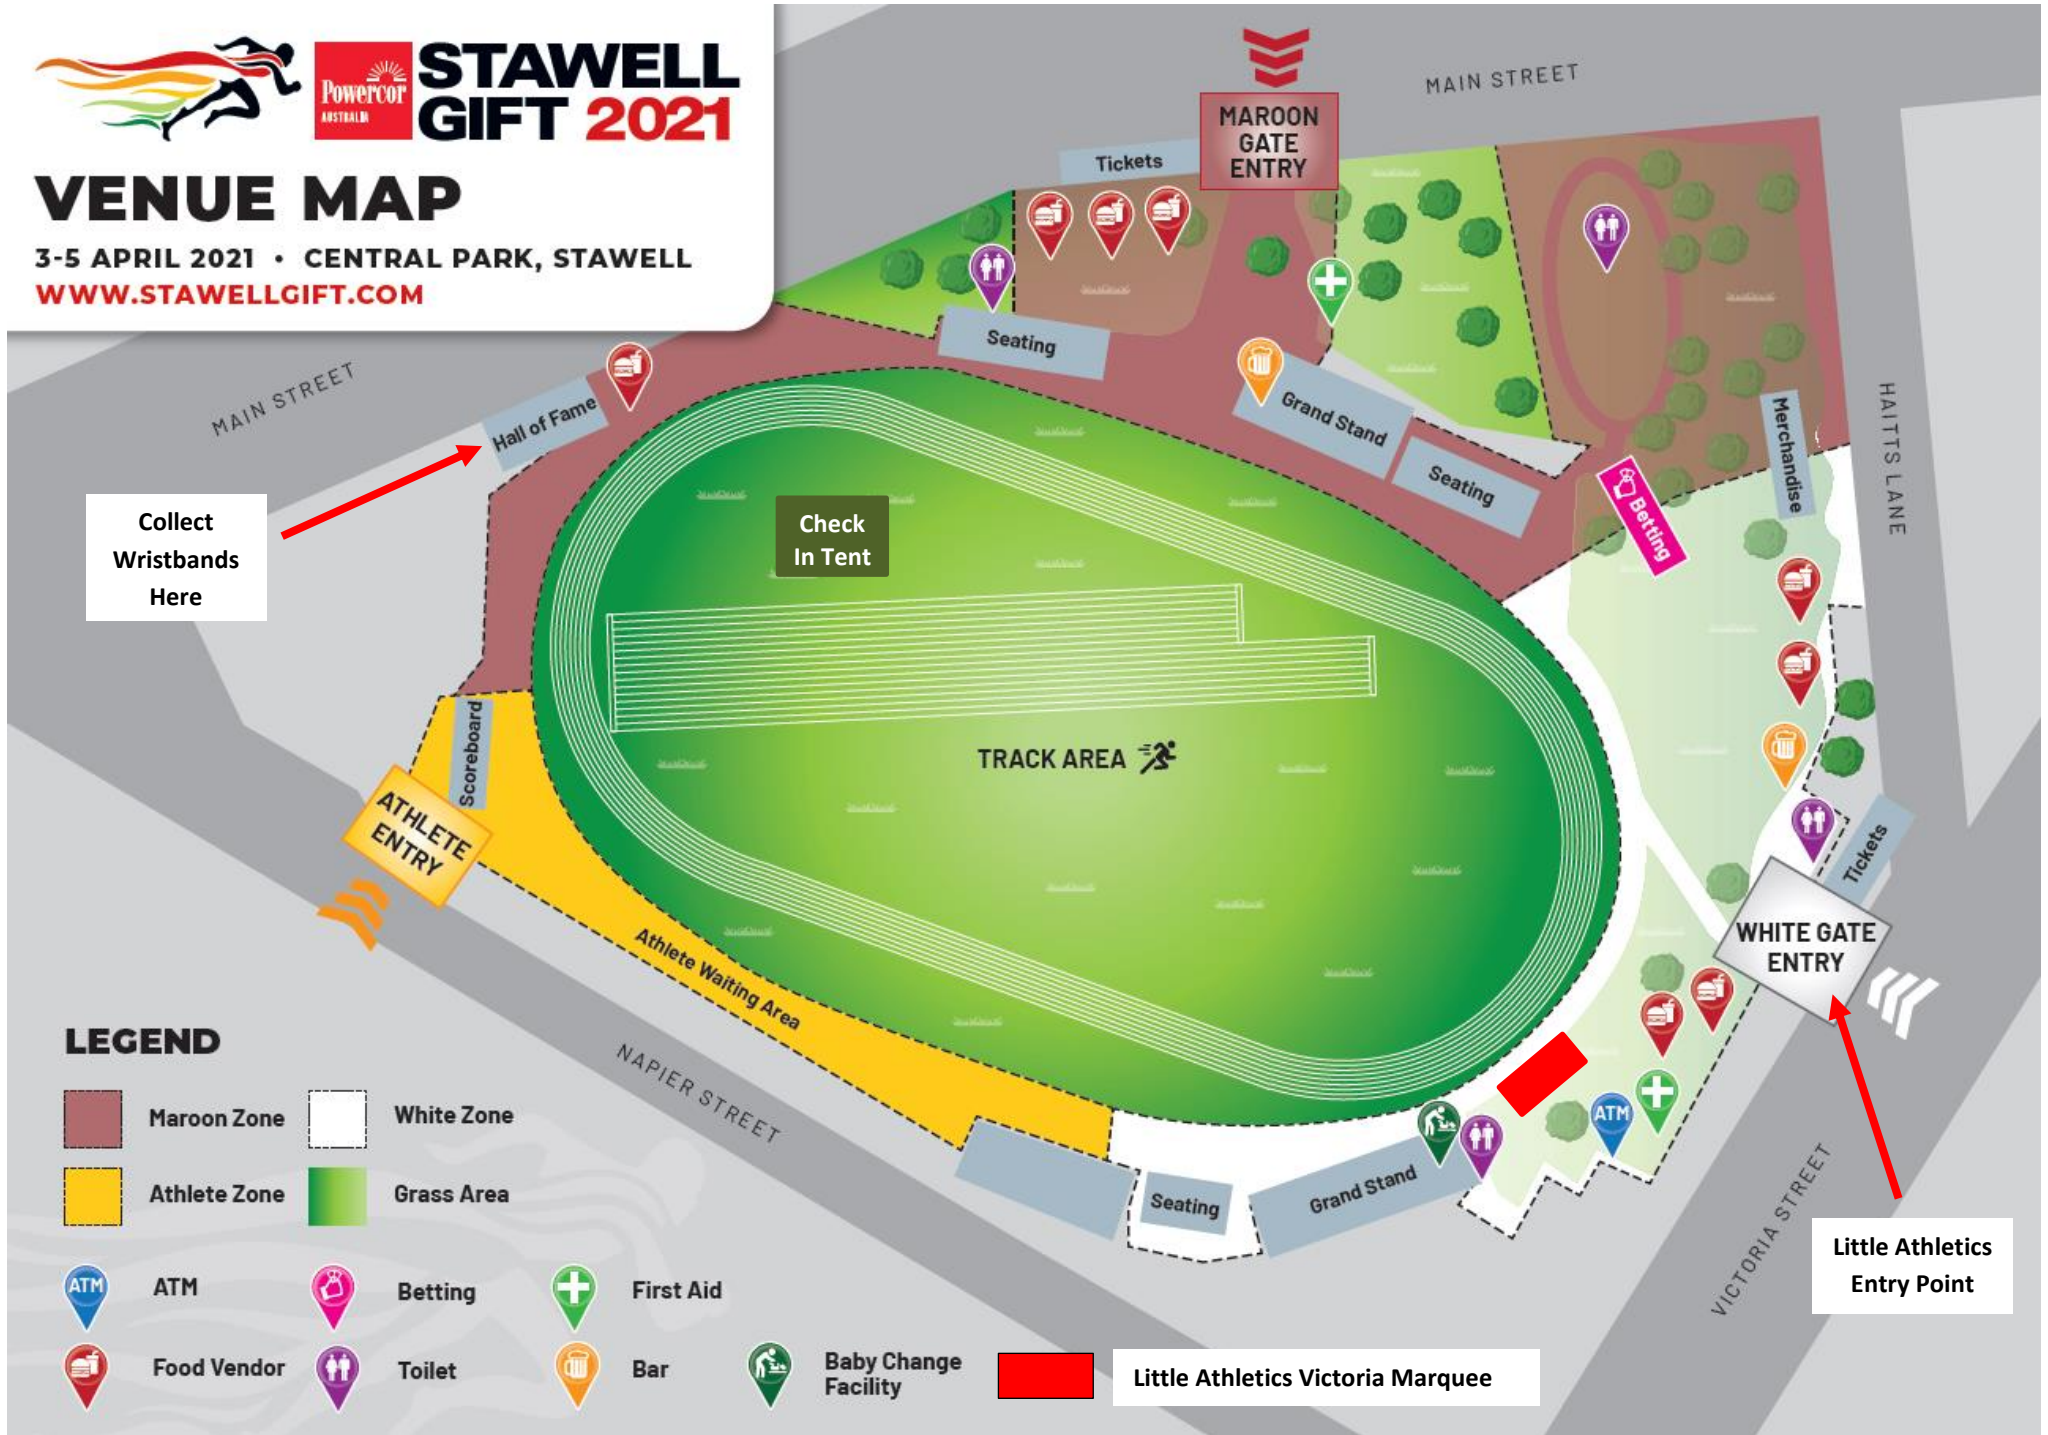 Powercor
AUSTRALIA
STAWELL
GIFT 2021
VENUE MAP
3-5 APRIL 2021 • CENTRAL PARK, STAWELL
WWW.STAWELLGIFT.COM
MAIN STREET
MAROON
GATE
ENTRY
Tickets
Seating
MAIN STREET
Hall of Fame
Grand Stand
Seating
Merchandise
HAITTS LANE
Betting
Collect
Wristbands
Here
Check
In Tent
TRACK AREA
Scoreboard
ATHLETE
ENTRY
Tickets
WHITE GATE
ENTRY
Athlete Waiting Area
NAPIER STREET
ATM
Seating
Grand Stand
VICTORIA STREET
Little Athletics
Entry Point
LEGEND
Maroon Zone
White Zone
Athlete Zone
Grass Area
ATM
ATM
Betting
First Aid
Food Vendor
Toilet
Bar
Baby Change
Facility
Little Athletics Victoria Marquee